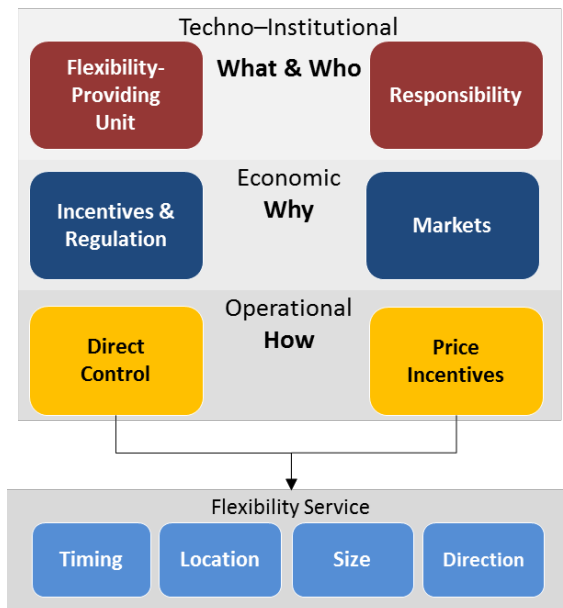 Techno–Institutional
What & Who
Flexibility-
Providing
Unit
Responsibility
Economic
Why
Incentives &
Regulation
Markets
Operational
How
Direct
Control
Price
Incentives
Flexibility Service
Timing
Location
Size
Direction